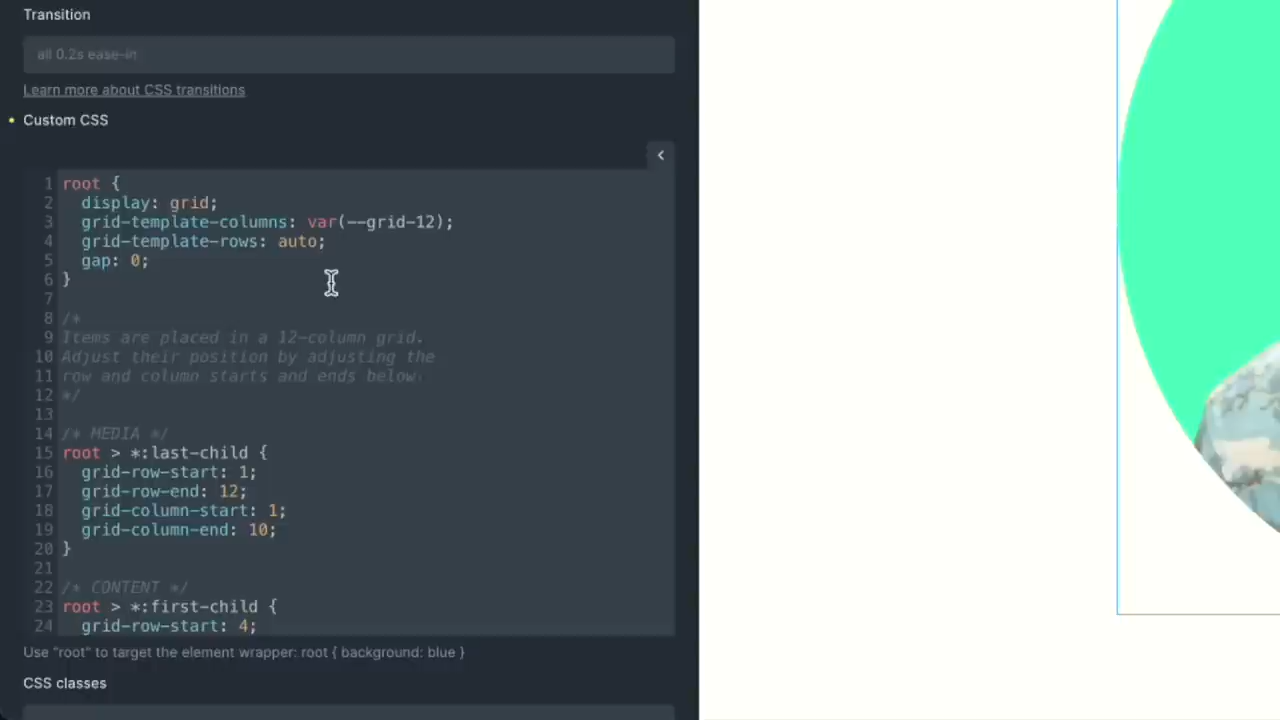 Transition
all 0.2s ease-in
Learn more about CSS transitions
Custom CSS
1 root {
2   display: grid;
3   grid-template-columns: var(--grid-12);
4   grid-template-rows: auto;
5   gap: 0;
6 }
7
8 /*
9 Items are placed in a 12-column grid.
10 Adjust their position by adjusting the
11 row and column starts and ends below.
12 */
13
14 /* MEDIA */
15 root > *:last-child {
16   grid-row-start: 1;
17   grid-row-end: 12;
18   grid-column-start: 1;
19   grid-column-end: 10;
20 }
21
22 /* CONTENT */
23 root > *:first-child {
24   grid-row-start: 4;
Use "root" to target the element wrapper: root { background: blue }
CSS classes